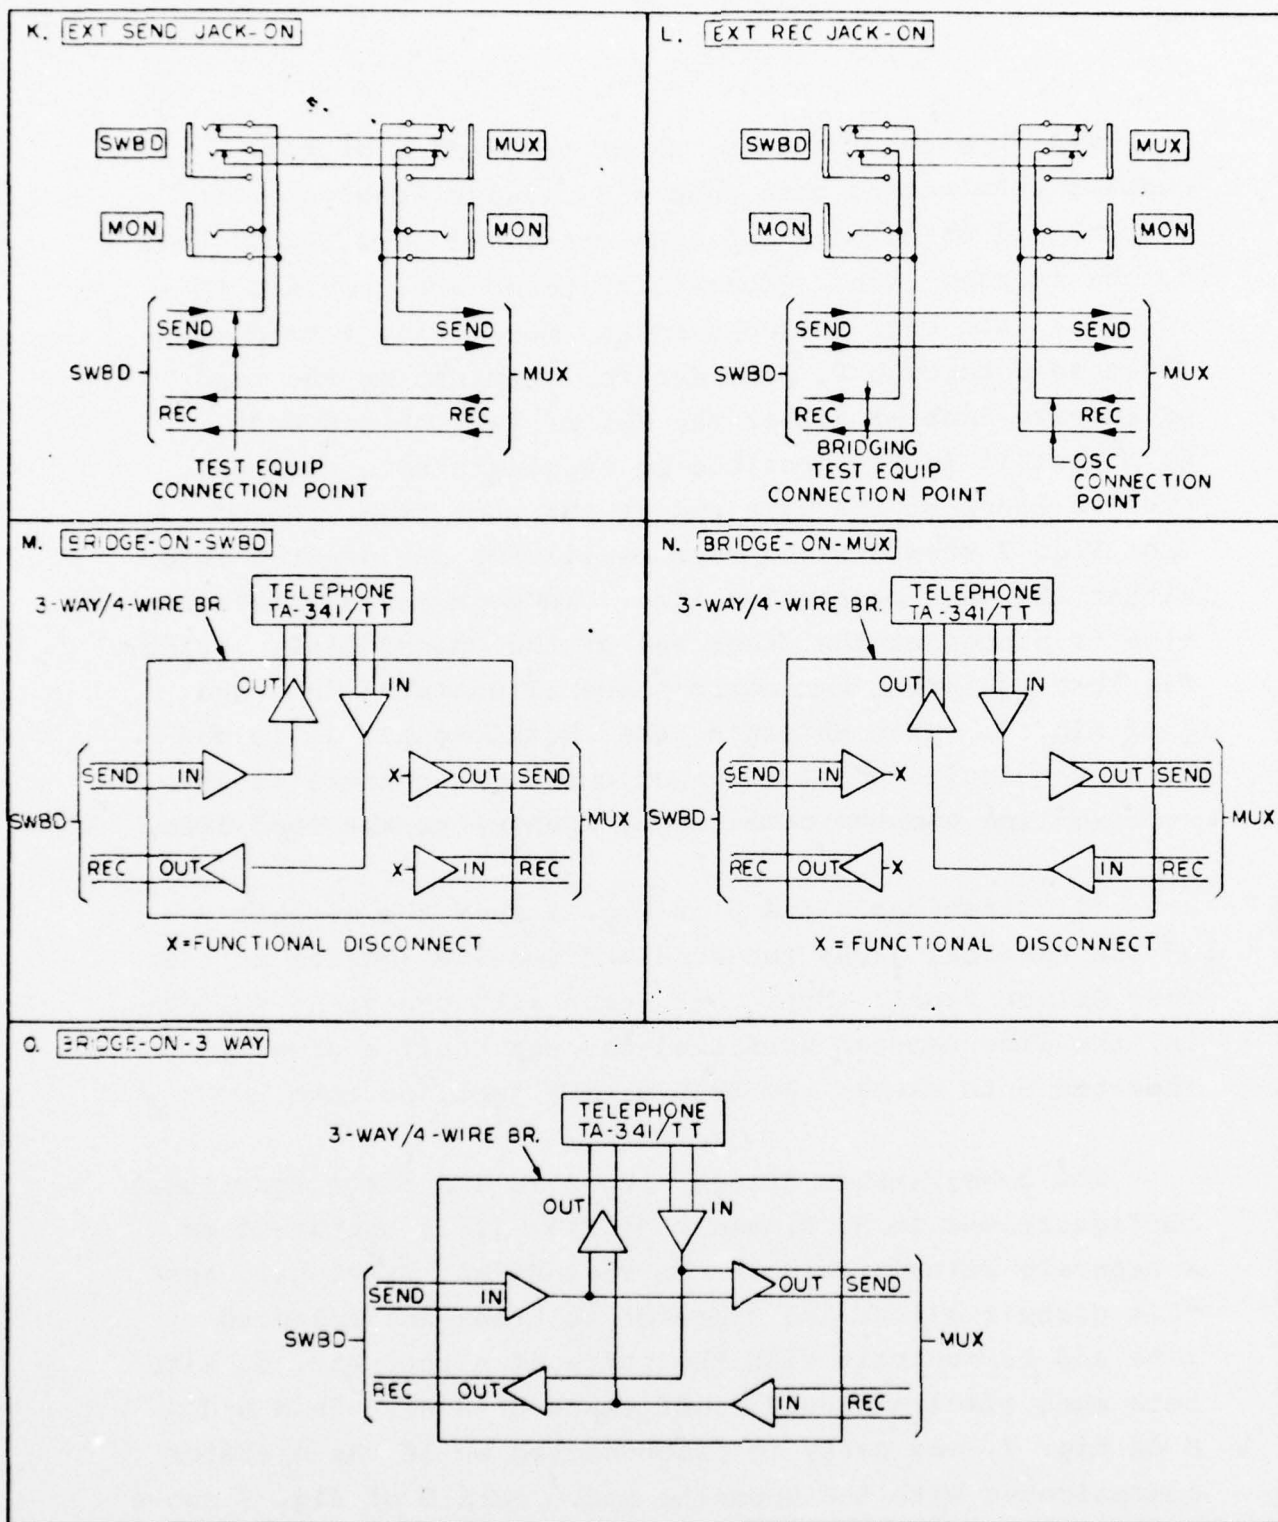 K. EXT SEND JACK-ON
SWBD
MUX
MON
MON
SEND
SEND
SWBD
MUX
REC
REC
TEST EQUIP
CONNECTION POINT
L. EXT REC JACK-ON
SWBD
MUX
MON
MON
SEND
SEND
SWBD
MUX
REC
REC
BRIDGING
TEST EQUIP
CONNECTION POINT
OSC
CONNECTION
POINT
M. BRIDGE-ON-SWBD
3-WAY/4-WIRE BR.
TELEPHONE
TA-341/TT
OUT
IN
SEND
IN
X
OUT
SEND
SWBD
MUX
REC
OUT
X
IN
REC
X=FUNCTIONAL DISCONNECT
N. BRIDGE-ON-MUX
3-WAY/4-WIRE BR.
TELEPHONE
TA-341/TT
OUT
IN
SEND
IN
X
OUT
SEND
SWBD
MUX
REC
OUT
X
IN
REC
X=FUNCTIONAL DISCONNECT
O. BRIDGE-ON-3 WAY
3-WAY/4-WIRE BR.
TELEPHONE
TA-341/TT
OUT
IN
SEND
IN
OUT
SEND
SWBD
MUX
REC
OUT
IN
REC